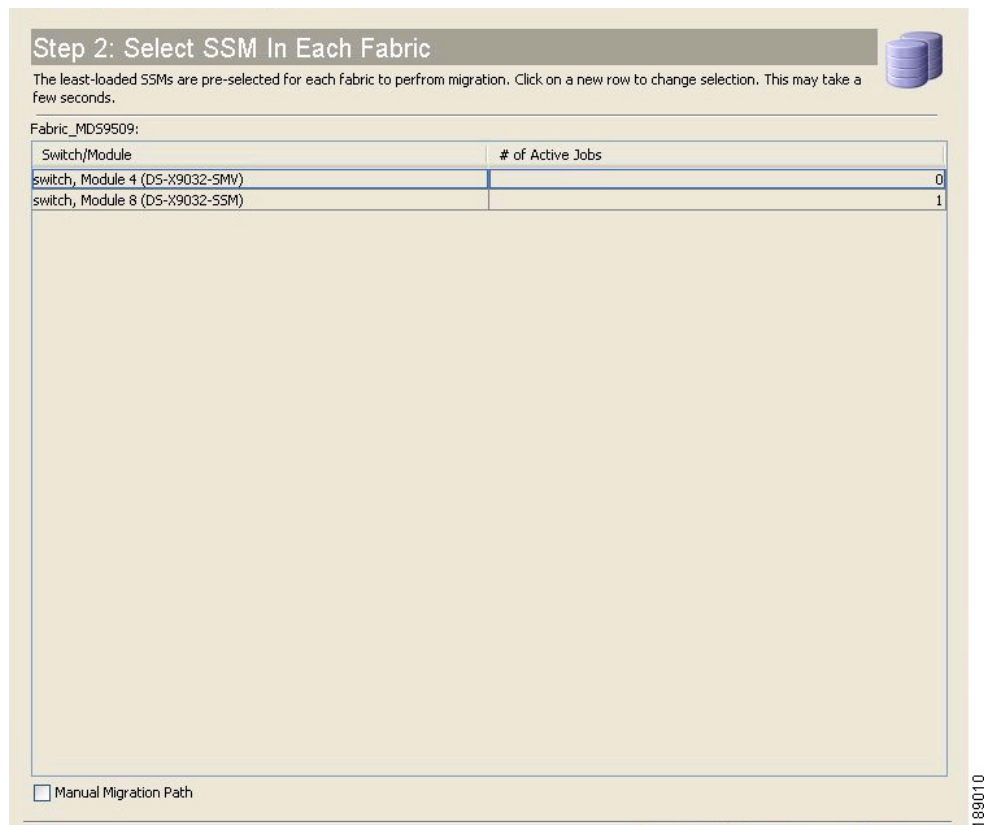 Step 2: Select SSM In Each Fabric
The least-loaded SSMs are pre-selected for each fabric to perfrom migration. Click on a new row to change selection. This may take a
few seconds.
Fabric_MDS9509:
Switch/Module # of Active Jobs
switch, Module 4 (DS-X9032-SMV) 0
switch, Module 8 (DS-X9032-SSM) 1
Manual Migration Path
189010